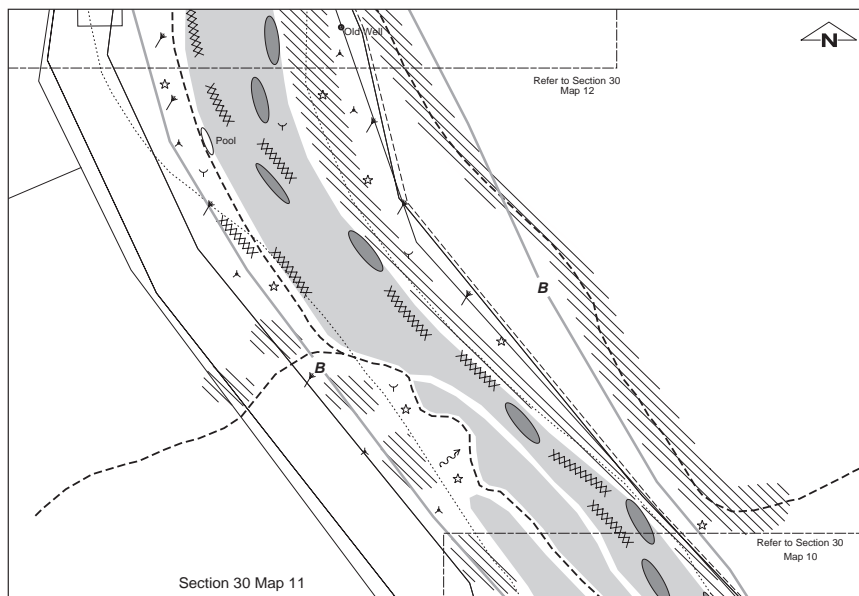 Old Well
N
Refer to Section 30
Map 12
Pool
B
B
Refer to Section 30
Map 10
Section 30 Map 11